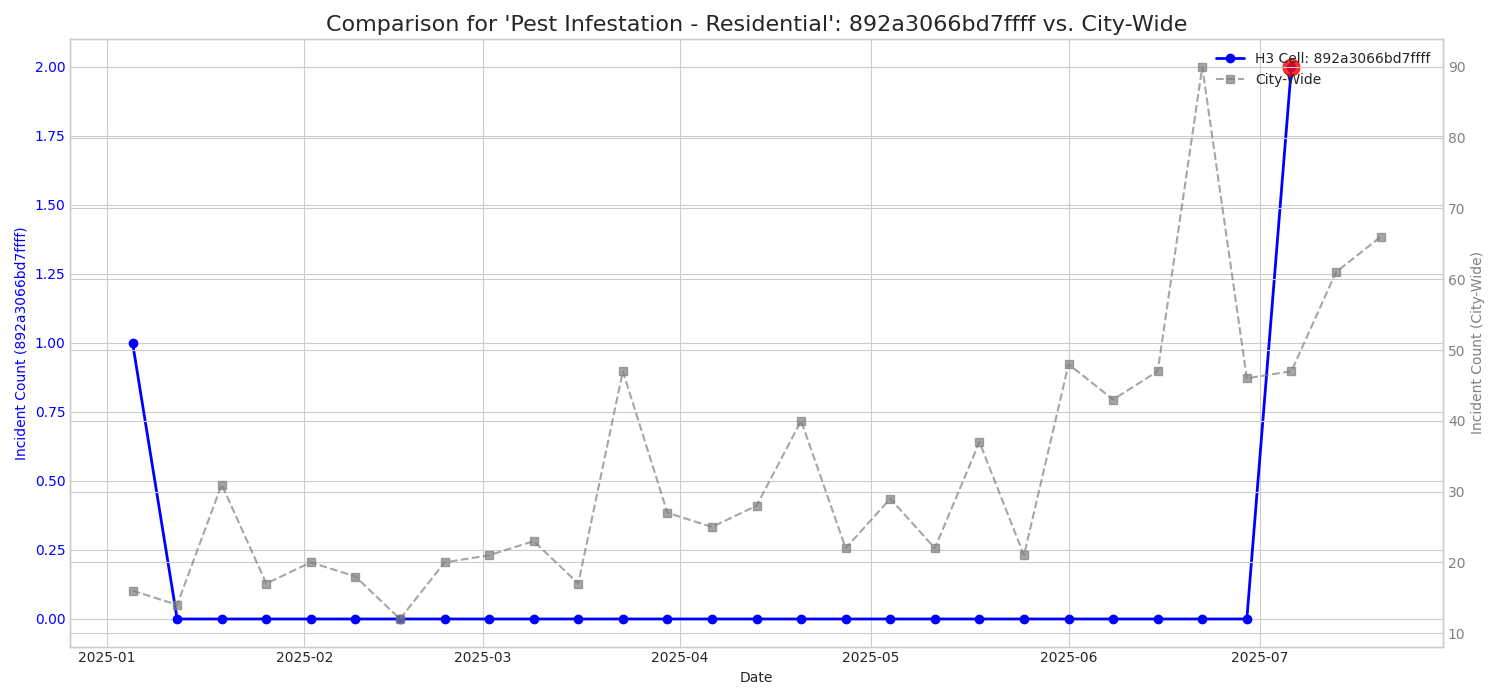 Comparison for 'Pest Infestation - Residential': 892a3066bd7ffff vs. City-Wide
H3 Cell: 892a3066bd7ffff
City-Wide
Incident Count (892a3066bd7ffff)
2.00
1.75
1.50
1.25
1.00
0.75
0.50
0.25
0.00
90
80
70
60
50
40
30
20
10
Incident Count (City-Wide)
2025-01 2025-02 2025-03 2025-04 2025-05 2025-06 2025-07
Date